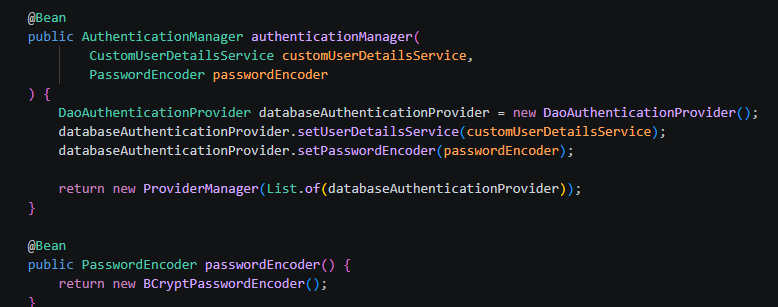 @Bean
public AuthenticationManager authenticationManager(
        CustomUserDetailsService customUserDetailsService,
        PasswordEncoder passwordEncoder
) {
    DaoAuthenticationProvider databaseAuthenticationProvider = new DaoAuthenticationProvider();
    databaseAuthenticationProvider.setUserDetailsService(customUserDetailsService);
    databaseAuthenticationProvider.setPasswordEncoder(passwordEncoder);

    return new ProviderManager(List.of(databaseAuthenticationProvider));
}

@Bean
public PasswordEncoder passwordEncoder() {
    return new BCryptPasswordEncoder();
}